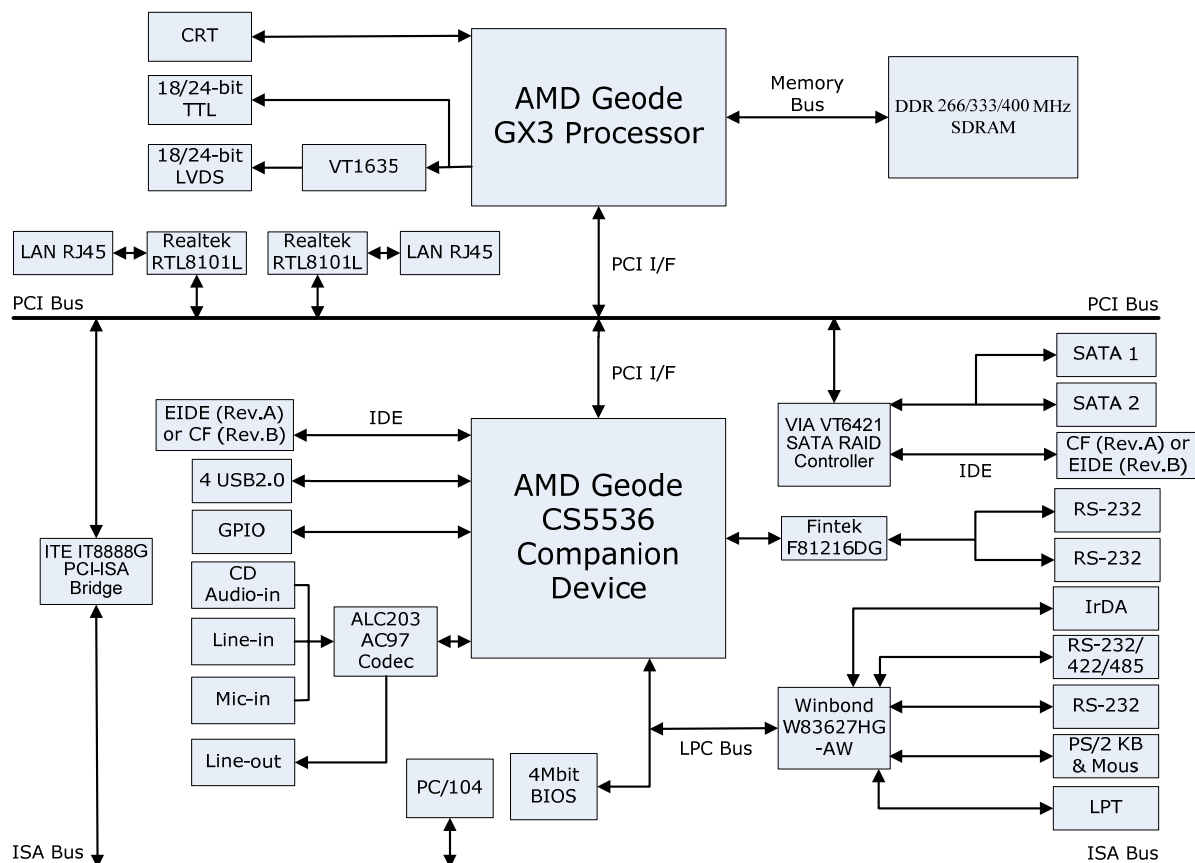 CRT
18/24-bit
TTL
18/24-bit
LVDS
VT1635
AMD Geode
GX3 Processor
Memory
Bus
DDR 266/333/400 MHz
SDRAM
LAN RJ45
Realtek
RTL8101L
Realtek
RTL8101L
LAN RJ45
PCI I/F
PCI Bus
PCI Bus
PCI I/F
EIDE (Rev.A)
or CF (Rev.B)
IDE
4 USB2.0
GPIO
ITE IT8888G
PCI-ISA
Bridge
CD
Audio-in
Line-in
Mic-in
Line-out
ALC203
AC97
Codec
AMD Geode
CS5536
Companion
Device
VIA VT6421
SATA RAID
Controller
SATA 1
SATA 2
CF (Rev.A) or
EIDE (Rev.B)
IDE
Fintek
F81216DG
RS-232
RS-232
IrDA
RS-232/
422/485
RS-232
PS/2 KB
& Mous
LPT
Winbond
W83627HG
-AW
LPC Bus
4Mbit
BIOS
PC/104
ISA Bus
ISA Bus